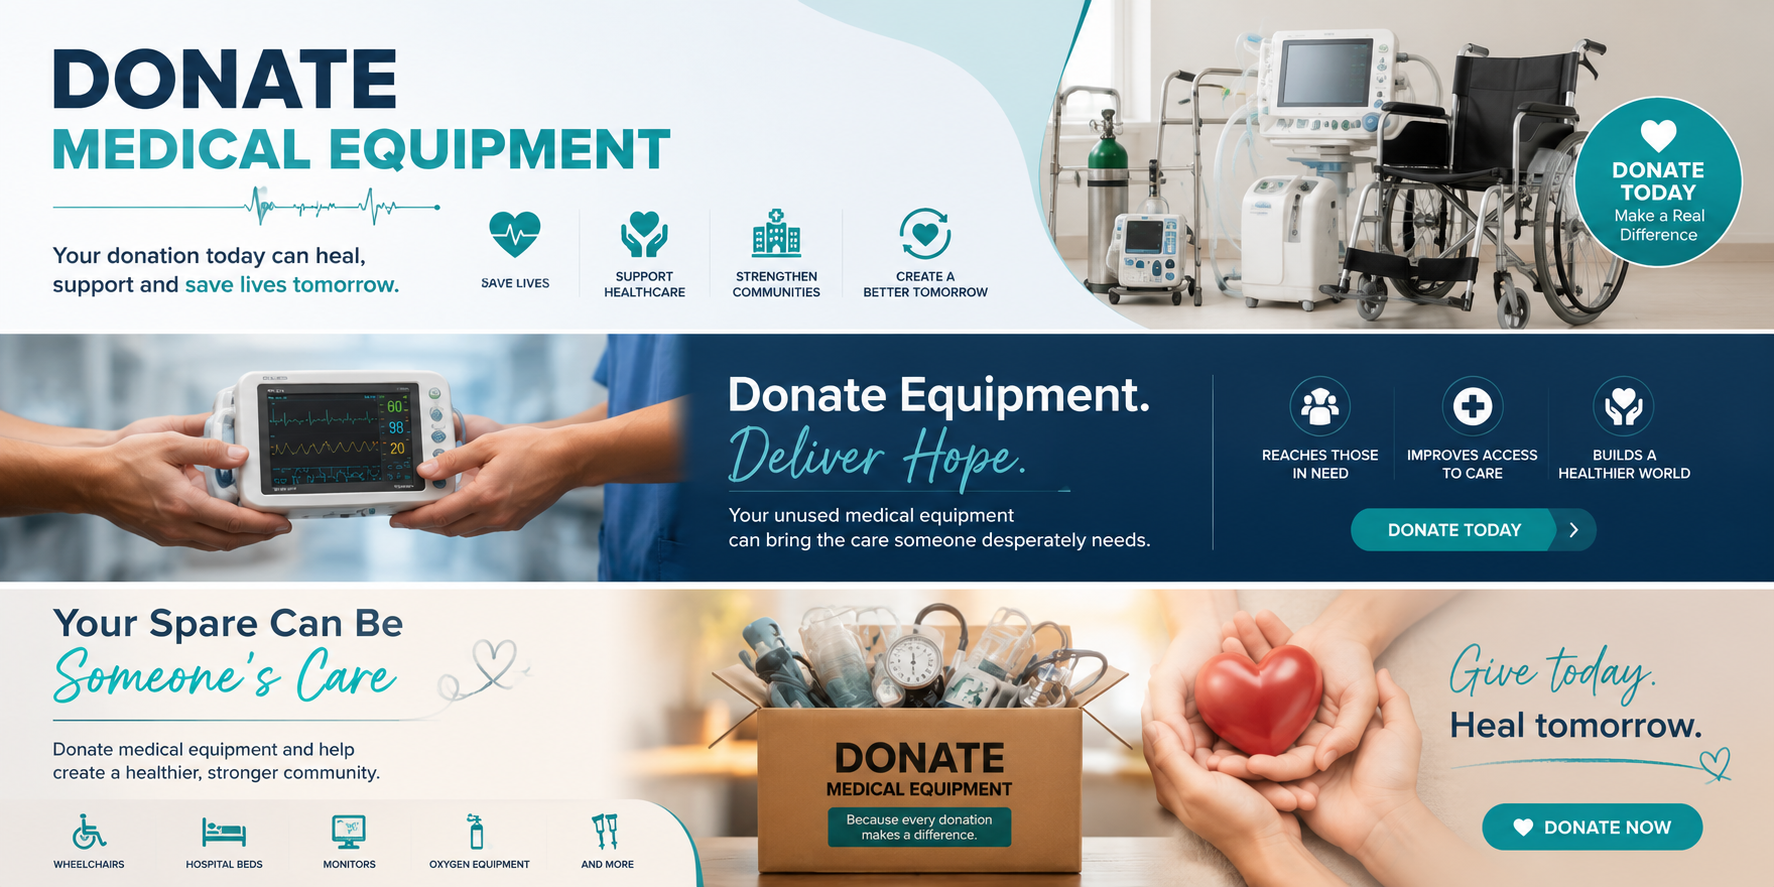 DONATE
MEDICAL EQUIPMENT
Your donation today can heal,
support and save lives tomorrow.
SAVE LIVES
SUPPORT
HEALTHCARE
STRENGTHEN
COMMUNITIES
CREATE A
BETTER TOMORROW
DONATE
TODAY
Make a Real
Difference
60
98
20
Donate Equipment.
Deliver Hope.
Your unused medical equipment
can bring the care someone desperately needs.
REACHES THOSE
IN NEED
IMPROVES ACCESS
TO CARE
BUILDS A
HEALTHIER WORLD
DONATE TODAY
Your Spare Can Be
Someone's Care
Donate medical equipment and help
create a healthier, stronger community.
WHEELCHAIRS
HOSPITAL BEDS
MONITORS
OXYGEN EQUIPMENT
AND MORE
DONATE
MEDICAL EQUIPMENT
Because every donation
makes a difference.
Give today.
Heal tomorrow.
DONATE NOW